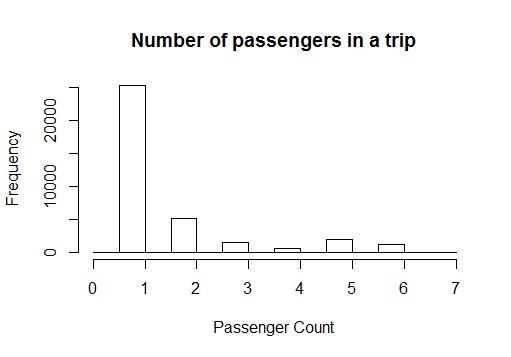 Number of passengers in a trip
Frequency
20000
10000
0
0 1 2 3 4 5 6 7
Passenger Count